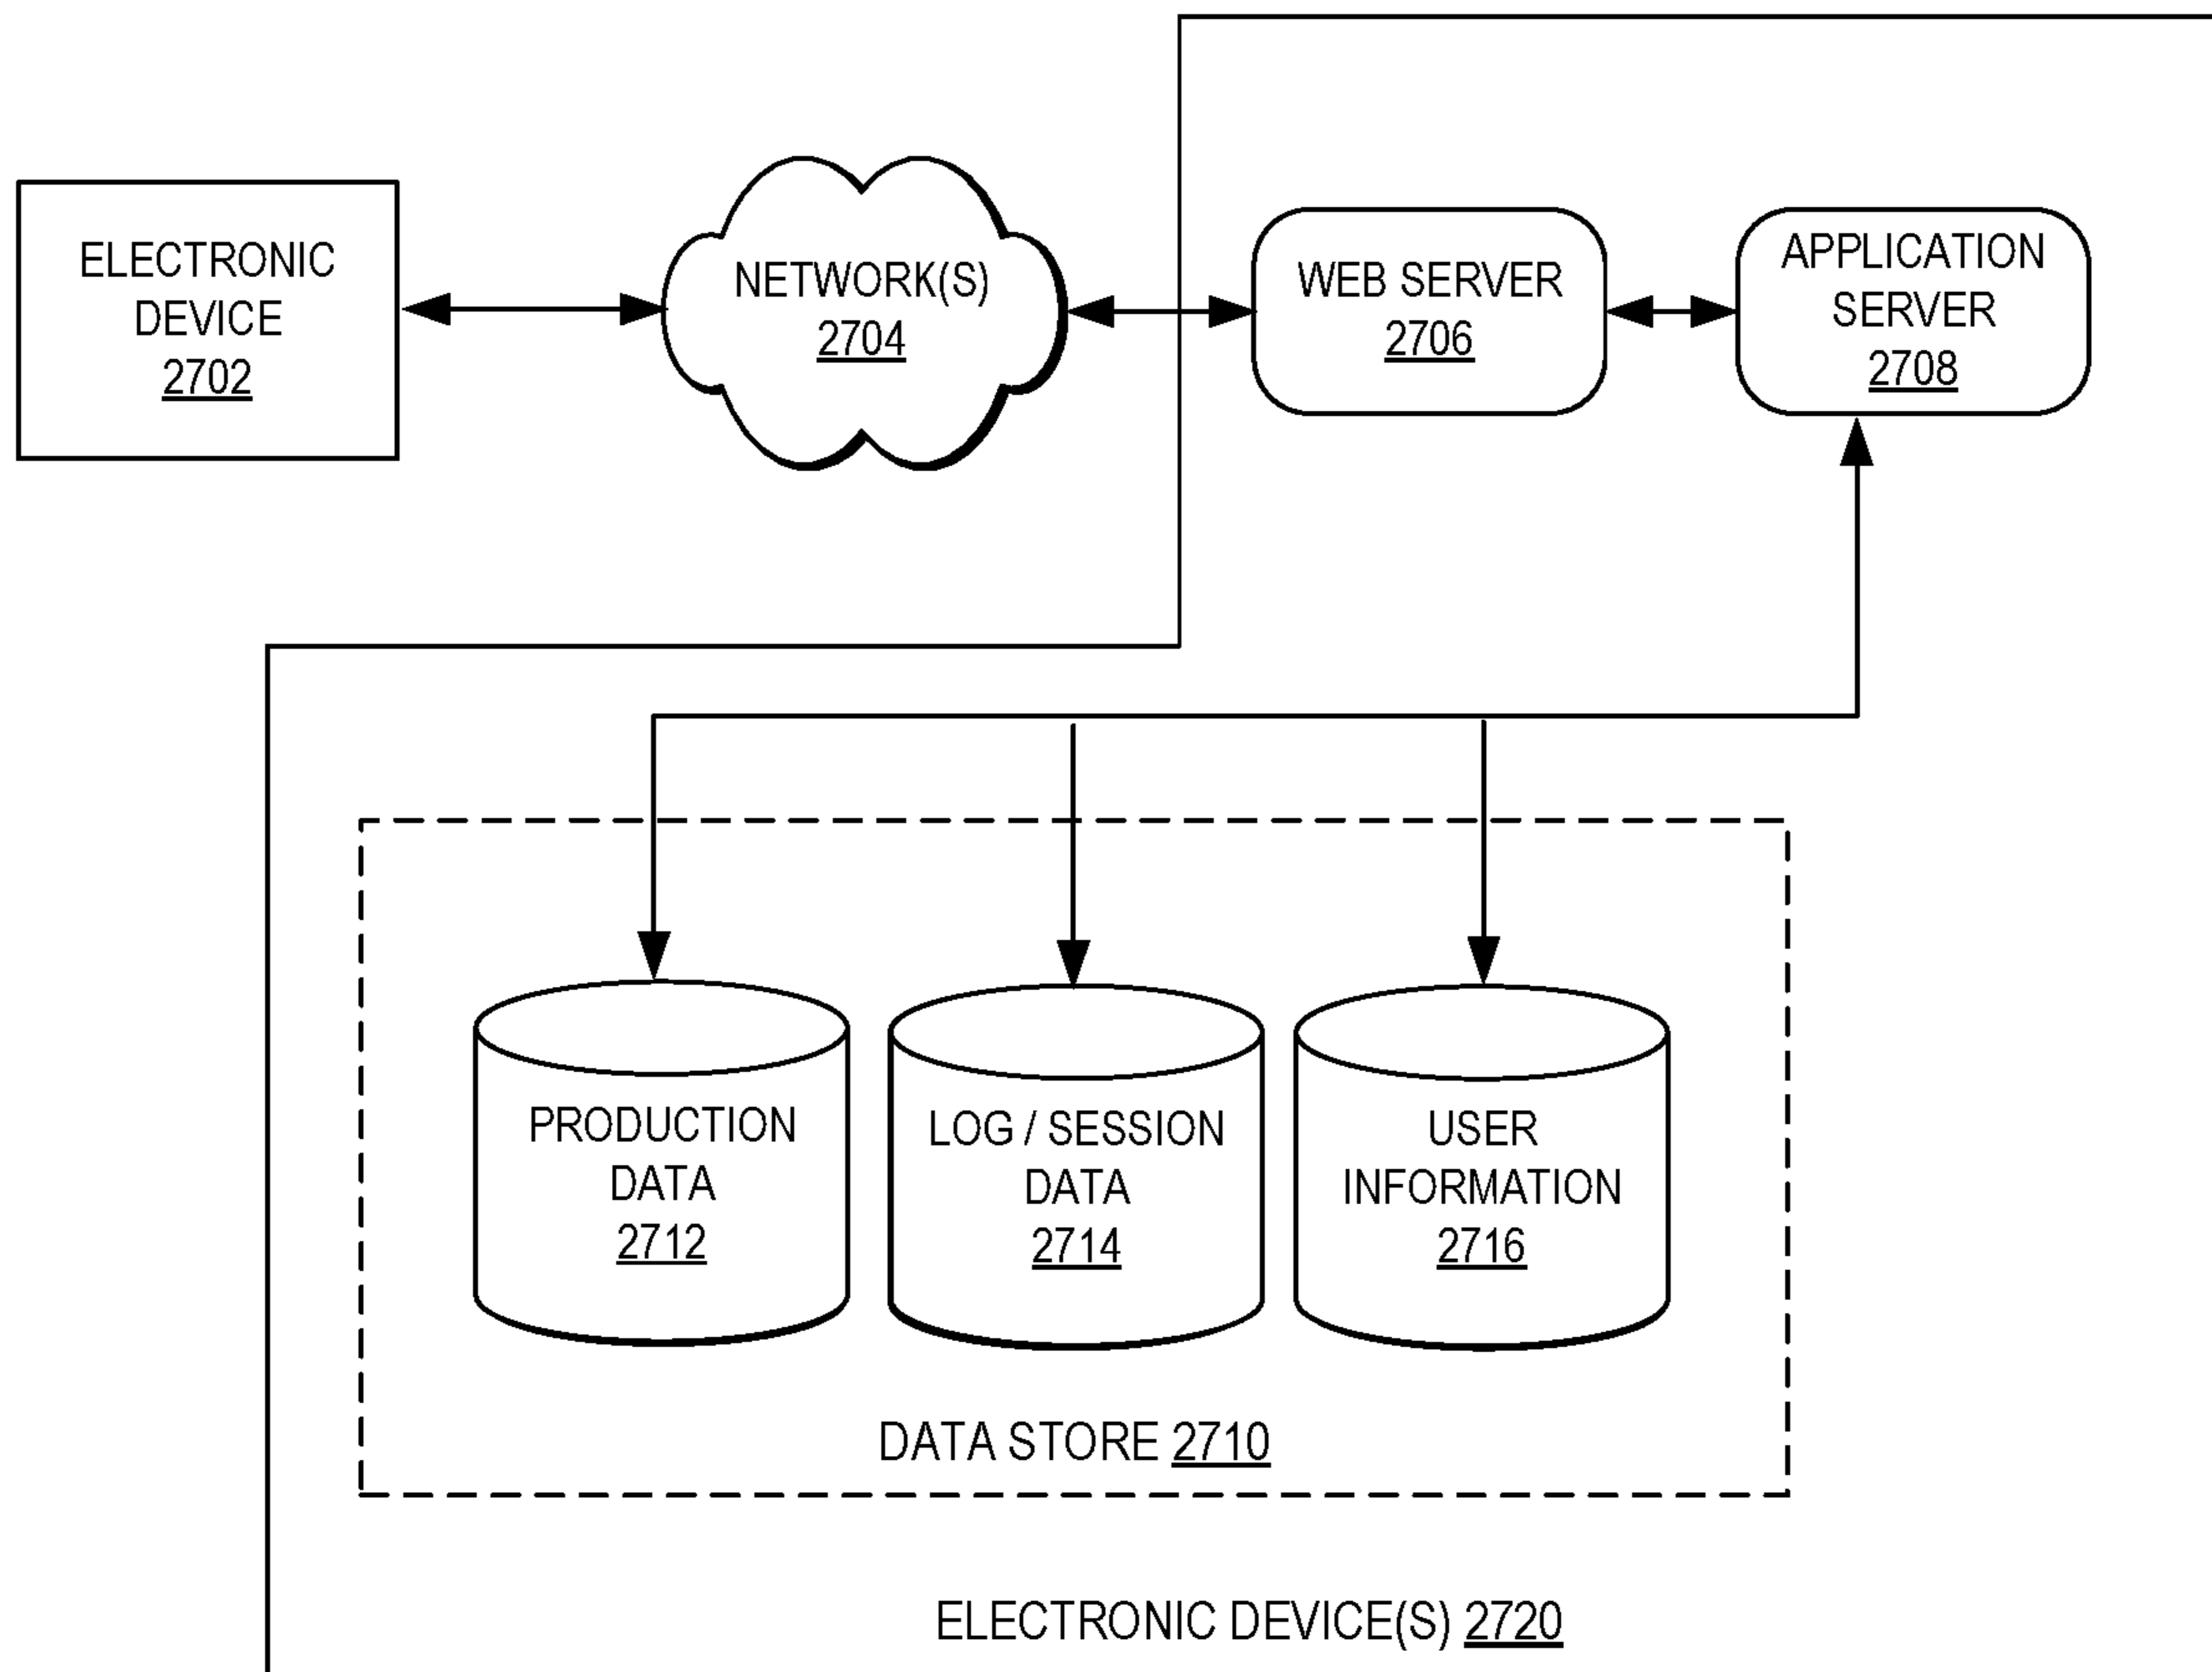 ELECTRONIC
DEVICE
2702
NETWORK(S)
2704
WEB SERVER
2706
APPLICATION
SERVER
2708
PRODUCTION
DATA
2712
LOG / SESSION
DATA
2714
USER
INFORMATION
2716
DATA STORE 2710
ELECTRONIC DEVICE(S) 2720